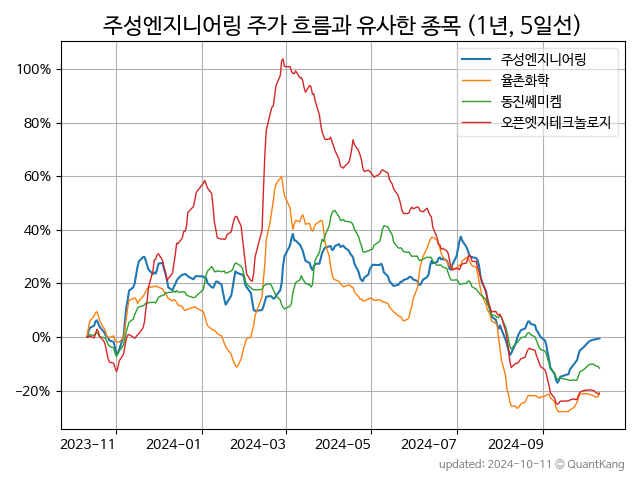 주성엔지니어링 주가 흐름과 유사한 종목 (1년, 5일선)
주성엔지니어링
율촌화학
동진쎄미켐
오픈엣지테크놀로지
100%
80%
60%
40%
20%
0%
−20%
2023−11 2024−01 2024−03 2024−05 2024−07 2024−09
updated: 2024-10-11 © QuantKang